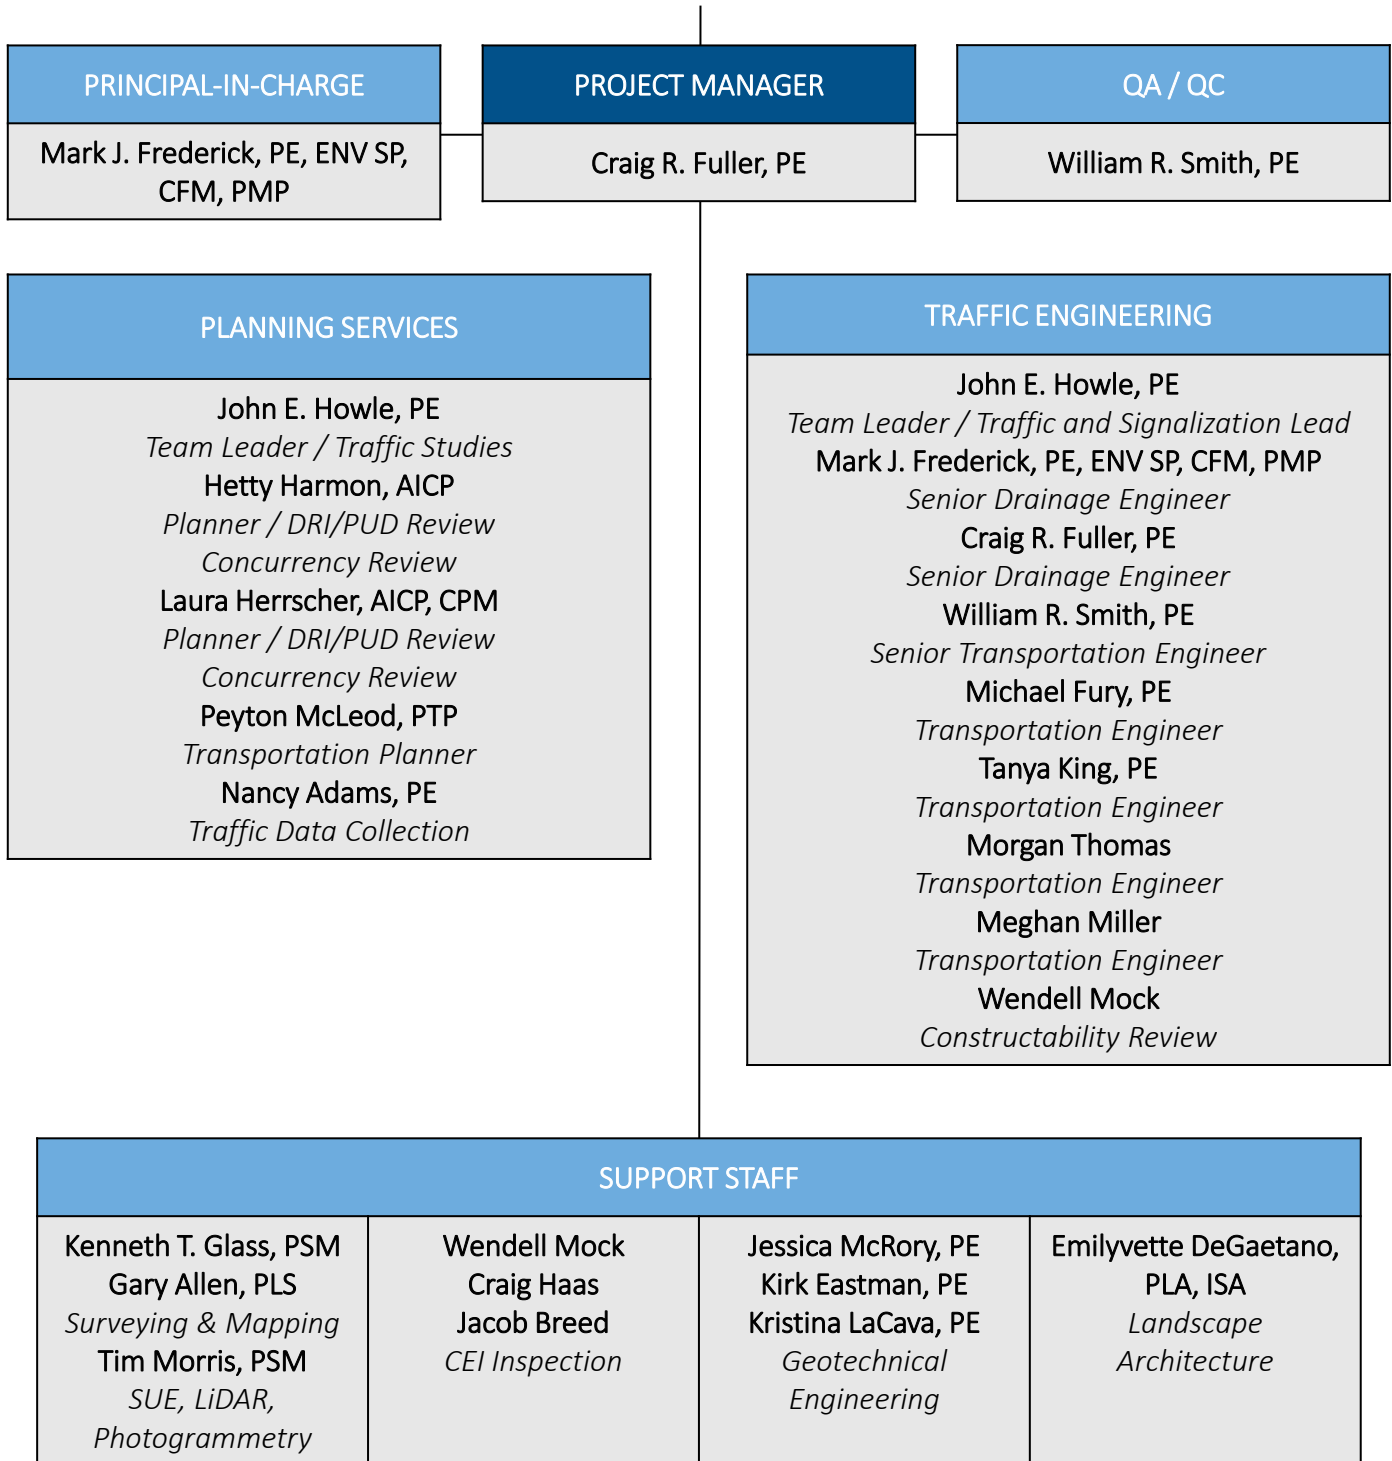 PRINCIPAL-IN-CHARGE
Mark J. Frederick, PE, ENV SP,
CFM, PMP
PROJECT MANAGER
Craig R. Fuller, PE
QA / QC
William R. Smith, PE
PLANNING SERVICES
John E. Howle, PE
Team Leader / Traffic Studies
Hetty Harmon, AICP
Planner / DRI/PUD Review
Concurrency Review
Laura Herrscher, AICP, CPM
Planner / DRI/PUD Review
Concurrency Review
Peyton McLeod, PTP
Transportation Planner
Nancy Adams, PE
Traffic Data Collection
TRAFFIC ENGINEERING
John E. Howle, PE
Team Leader / Traffic and Signalization Lead
Mark J. Frederick, PE, ENV SP, CFM, PMP
Senior Drainage Engineer
Craig R. Fuller, PE
Senior Drainage Engineer
William R. Smith, PE
Senior Transportation Engineer
Michael Fury, PE
Transportation Engineer
Tanya King, PE
Transportation Engineer
Morgan Thomas
Transportation Engineer
Meghan Miller
Transportation Engineer
Wendell Mock
Constructability Review
SUPPORT STAFF
Kenneth T. Glass, PSM
Gary Allen, PLS
Surveying & Mapping
Tim Morris, PSM
SUE, LiDAR,
Photogrammetry
Wendell Mock
Craig Haas
Jacob Breed
CEI Inspection
Jessica McRory, PE
Kirk Eastman, PE
Kristina LaCava, PE
Geotechnical
Engineering
Emilyvette DeGaetano,
PLA, ISA
Landscape
Architecture